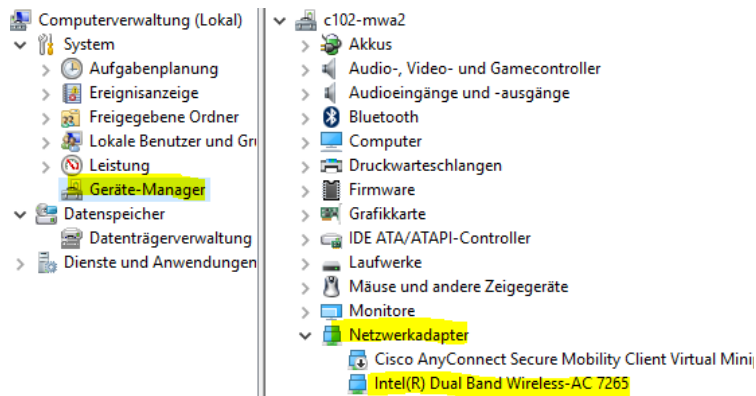 Computerverwaltung (Lokal)
System
Aufgabenplanung
Ereignisanzeige
Freigegebene Ordner
Lokale Benutzer und Gru
Leistung
Geräte-Manager
Datenspeicher
Datenträgerverwaltung
Dienste und Anwendungen
c102-mwa2
Akkus
Audio-, Video- und Gamecontroller
Audioeingänge und -ausgänge
Bluetooth
Computer
Druckwarteschlangen
Firmware
Grafikkarte
IDE ATA/ATAPI-Controller
Laufwerke
Mäuse und andere Zeigegeräte
Monitore
Netzwerkadapter
Cisco AnyConnect Secure Mobility Client Virtual Minip
Intel(R) Dual Band Wireless-AC 7265